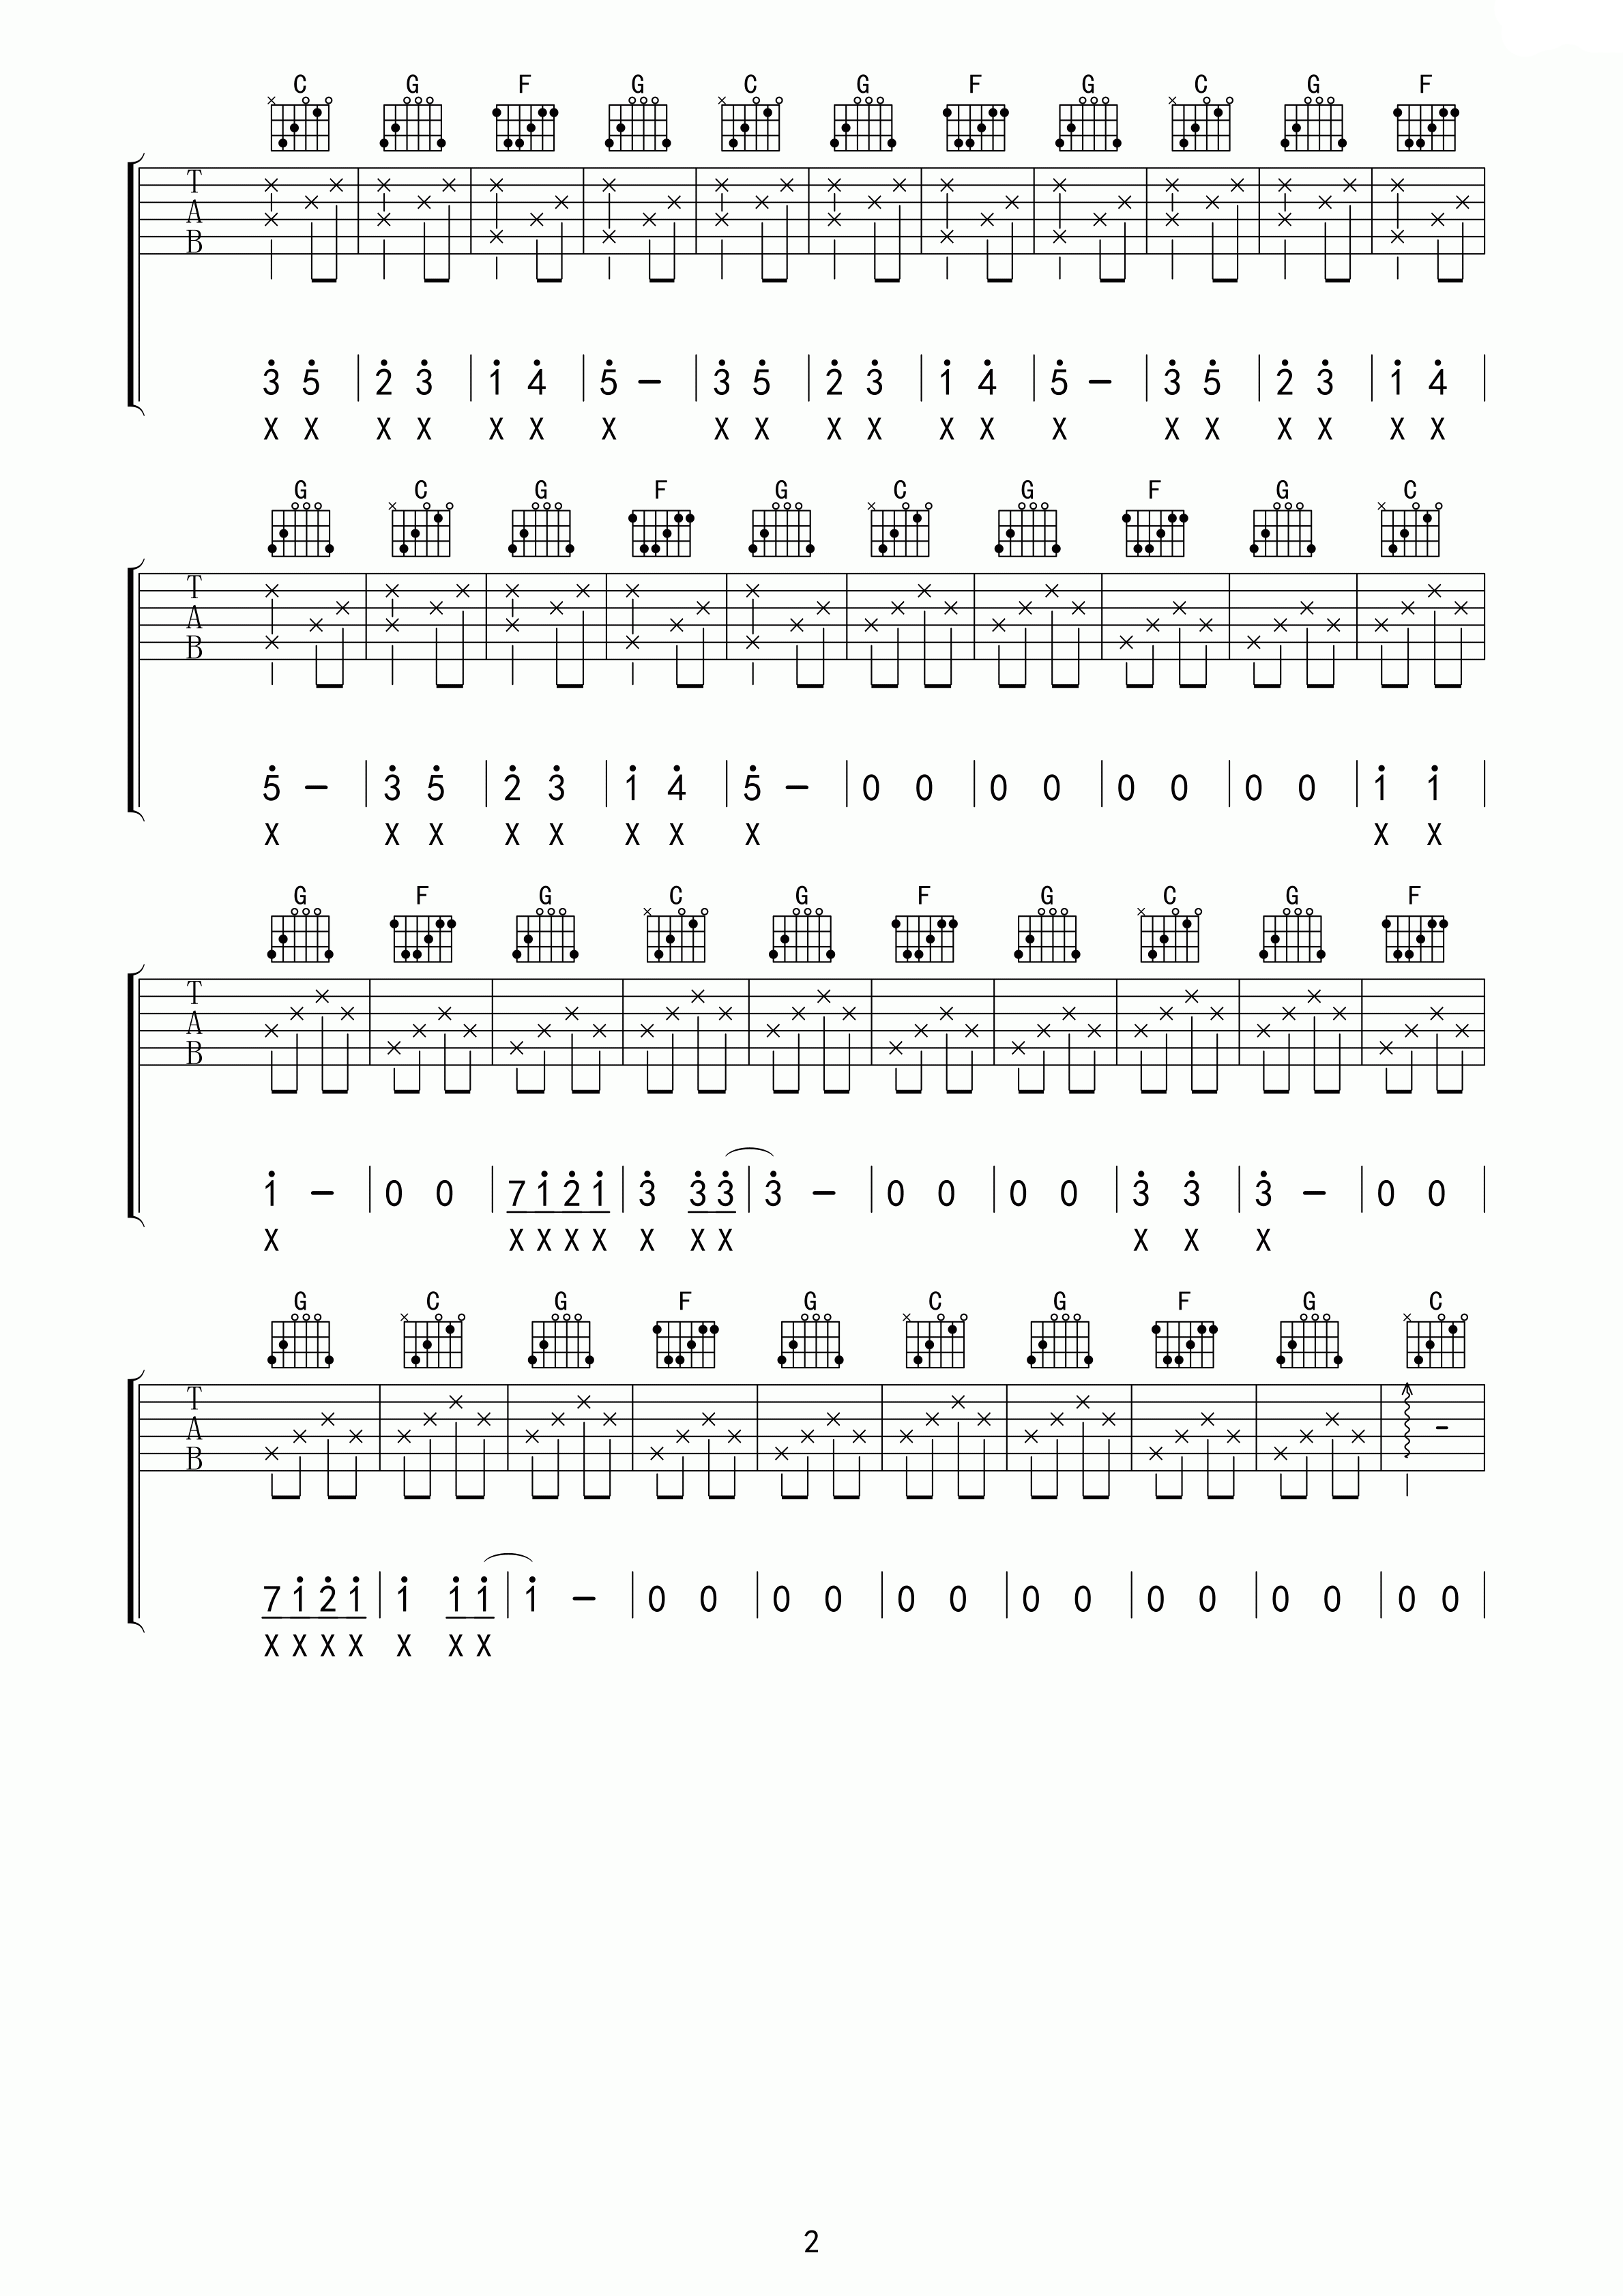 C G F G C G F G C G F
T
A
B
3̇ 5̇ | 2̇ 3̇ | 1̇ 4̇ | 5̇ – | 3̇ 5̇ | 2̇ 3̇ | 1̇ 4̇ | 5̇ – | 3̇ 5̇ | 2̇ 3̇ | 1̇ 4̇ |
X X X X X X X X X X X X X X X X X X X X
G C G F G C G F G C
T
A
B
5̇ – | 3̇ 5̇ | 2̇ 3̇ | 1̇ 4̇ | 5̇ – | 0 0 | 0 0 | 0 0 | 0 0 | 1̇ 1̇ |
X X X X X X X X X X
G F G C G F G C G F
T
A
B
1̇ – | 0 0 | 7 1̇ 2̇ 1̇ | 3̇ 3̇ 3̇ | 3̇ – | 0 0 | 0 0 | 3̇ 3̇ | 3̇ – | 0 0 |
X X X X X X X X X X X
G C G F G C G F G C
T
A
B
7 1̇ 2̇ 1̇ | 1̇ 1̇ 1̇ | 1̇ – | 0 0 | 0 0 | 0 0 | 0 0 | 0 0 | 0 0 | 0 0 |
X X X X X X X
2